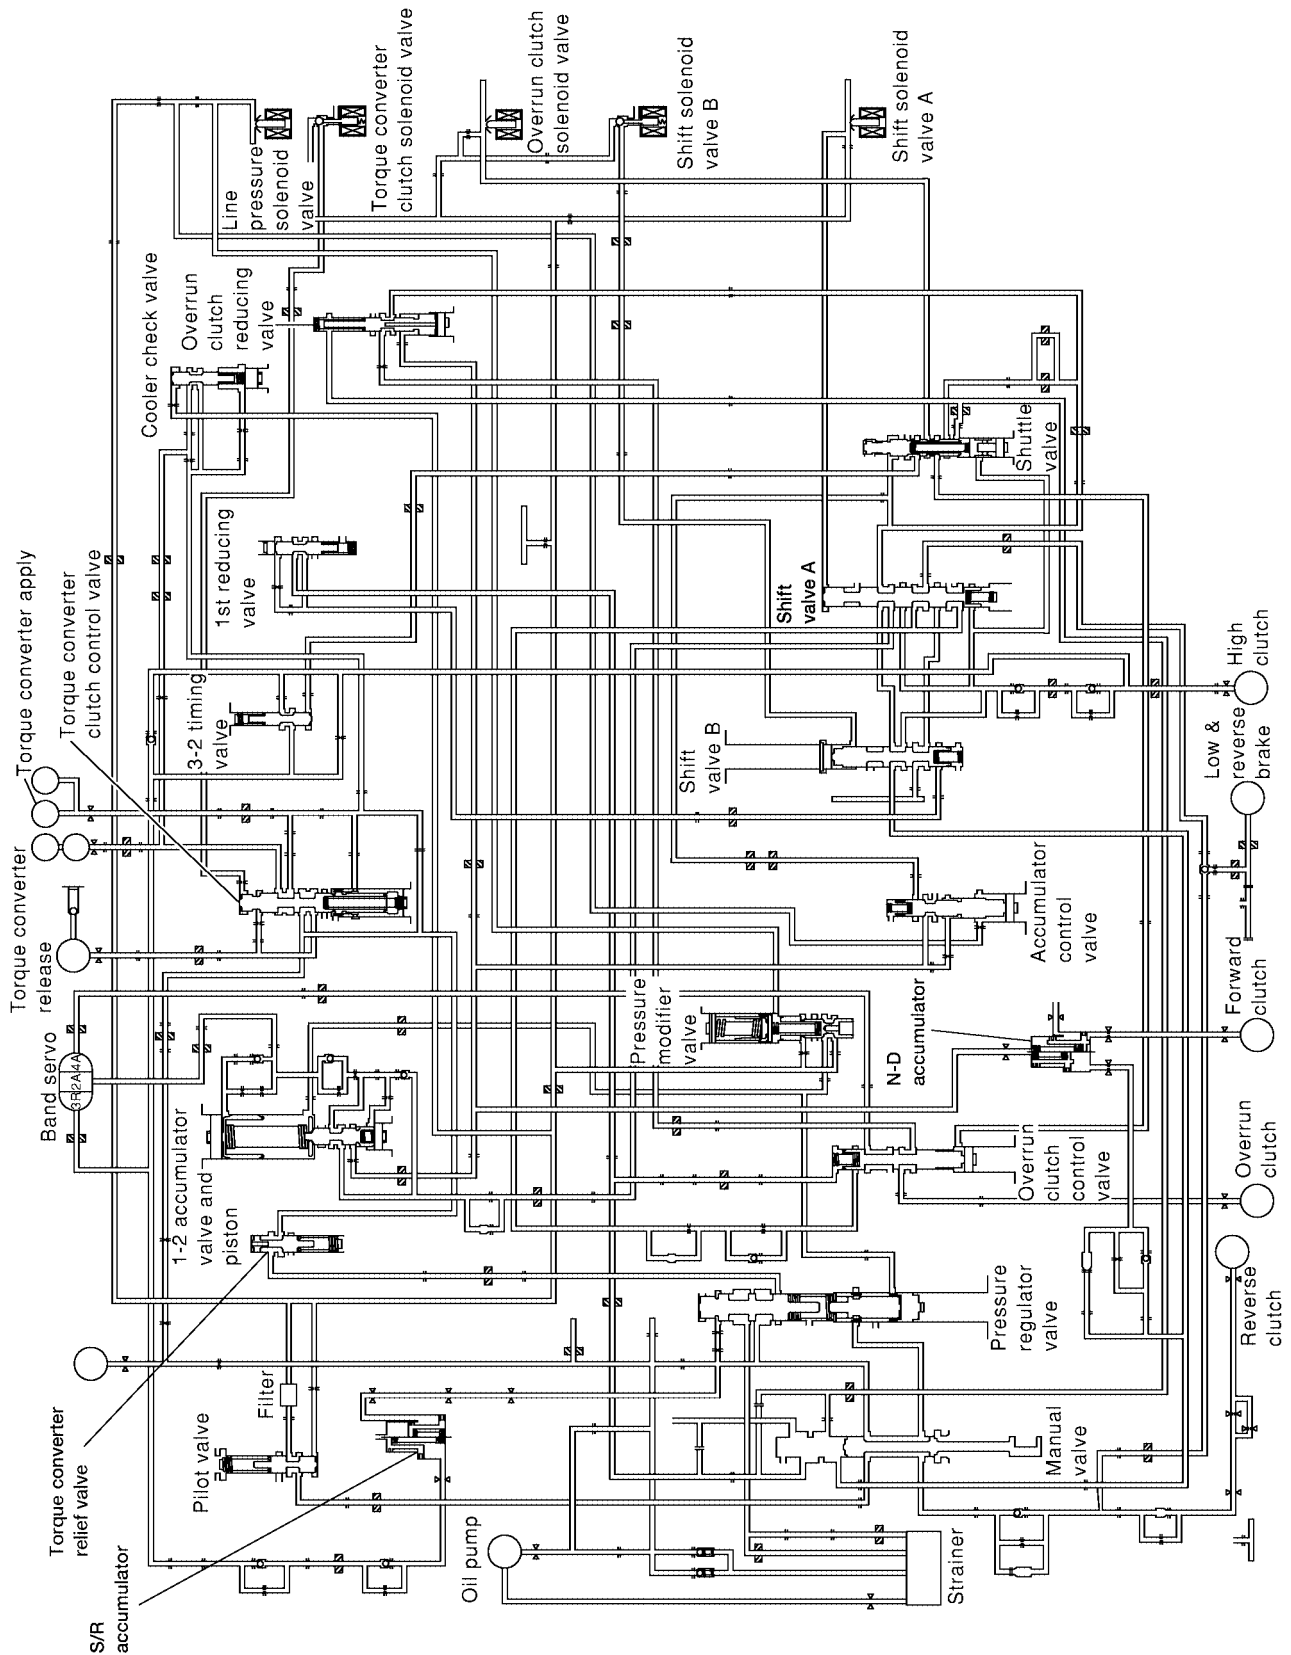 Torque converter
clutch solenoid valve
Line
pressure
solenoid
valve
Overrun clutch
solenoid valve
Shift solenoid
valve B
Shift solenoid
valve A
Cooler check valve
Overrun
clutch
reducing
valve
Shuttle
valve
1st reducing
valve
Torque converter apply
Torque converter
clutch control valve
Shift
valve A
3-2 timing
valve
Shift
valve B
High
clutch
Low &
reverse
brake
Torque converter
release
Accumulator
control
valve
Band servo
3R2A4A
Pressure
modifier
valve
N-D
accumulator
Forward
clutch
1-2 accumulator
valve and
piston
Overrun
clutch
control
valve
Overrun
clutch
Pressure
regulator
valve
Reverse
clutch
Filter
Pilot valve
Torque converter
relief valve
Manual
valve
S/R
accumulator
Oil pump
Strainer